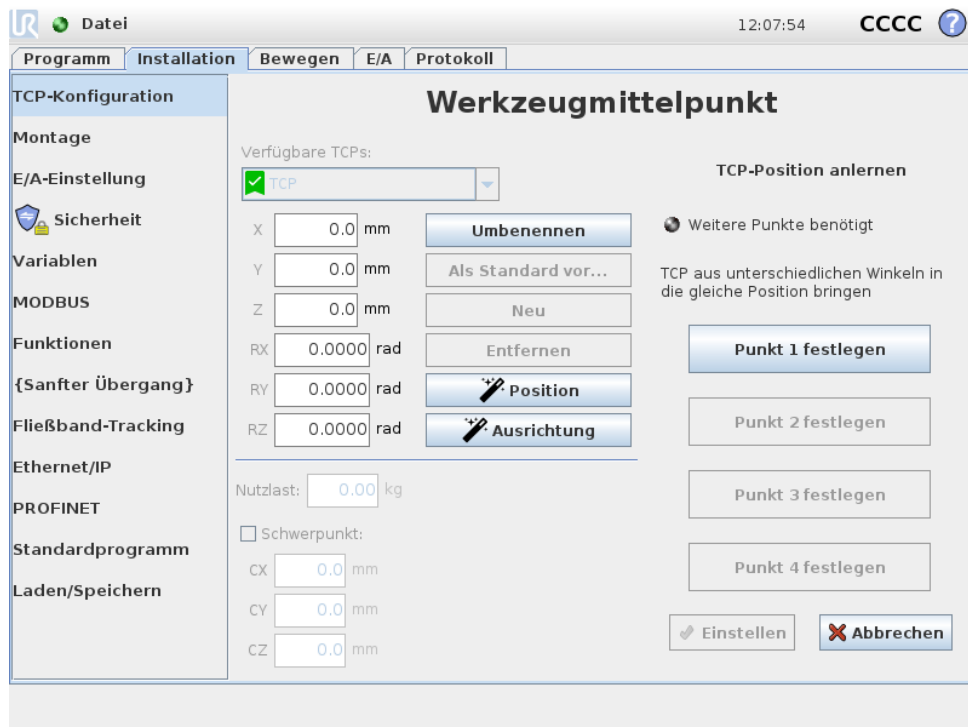 UR Datei 12:07:54 CCCC ?
Programm Installation Bewegen E/A Protokoll
TCP-Konfiguration
Montage
E/A-Einstellung
Sicherheit
Variablen
MODBUS
Funktionen
{Sanfter Übergang}
Fließband-Tracking
Ethernet/IP
PROFINET
Standardprogramm
Laden/Speichern
Werkzeugmittelpunkt
Verfügbare TCPs:
TCP
X 0.0 mm Umbenennen
Y 0.0 mm Als Standard vor...
Z 0.0 mm Neu
RX 0.0000 rad Entfernen
RY 0.0000 rad Position
RZ 0.0000 rad Ausrichtung
Nutzlast: 0.00 kg
Schwerpunkt:
CX 0.0 mm
CY 0.0 mm
CZ 0.0 mm
TCP-Position anlernen
Weitere Punkte benötigt
TCP aus unterschiedlichen Winkeln in
die gleiche Position bringen
Punkt 1 festlegen
Punkt 2 festlegen
Punkt 3 festlegen
Punkt 4 festlegen
Einstellen Abbrechen